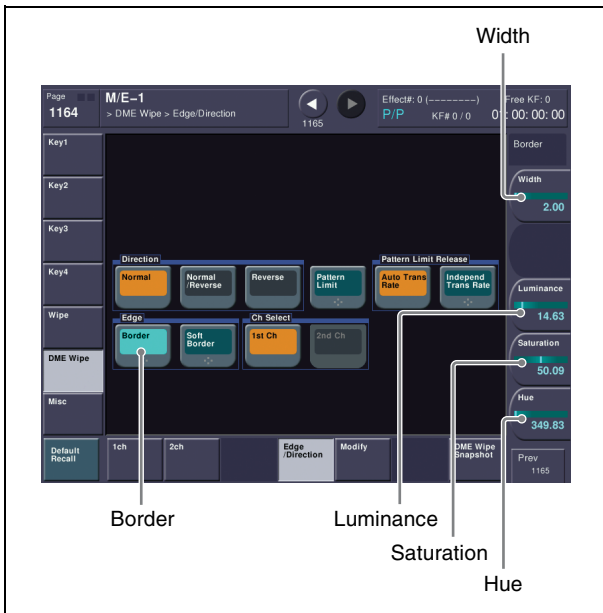 Width
Page
1164
M/E–1
> DME Wipe > Edge/Direction
1165
Effect#: 0 (––––––––)
Free KF: 0
P/P
KF# 0 / 0
01: 00: 00: 00
Key1
Key2
Key3
Key4
Wipe
DME Wipe
Misc
Default
Recall
Direction
Normal
Normal
/Reverse
Reverse
Pattern
Limit
Pattern Limit Release
Auto Trans
Rate
Independ
Trans Rate
Edge
Border
Soft
Border
Ch Select
1st Ch
2nd Ch
Border
Width
2.00
Luminance
14.63
Saturation
50.09
Hue
349.83
1ch
2ch
Edge
/Direction
Modify
DME Wipe
Snapshot
Prev
1165
Border
Luminance
Saturation
Hue